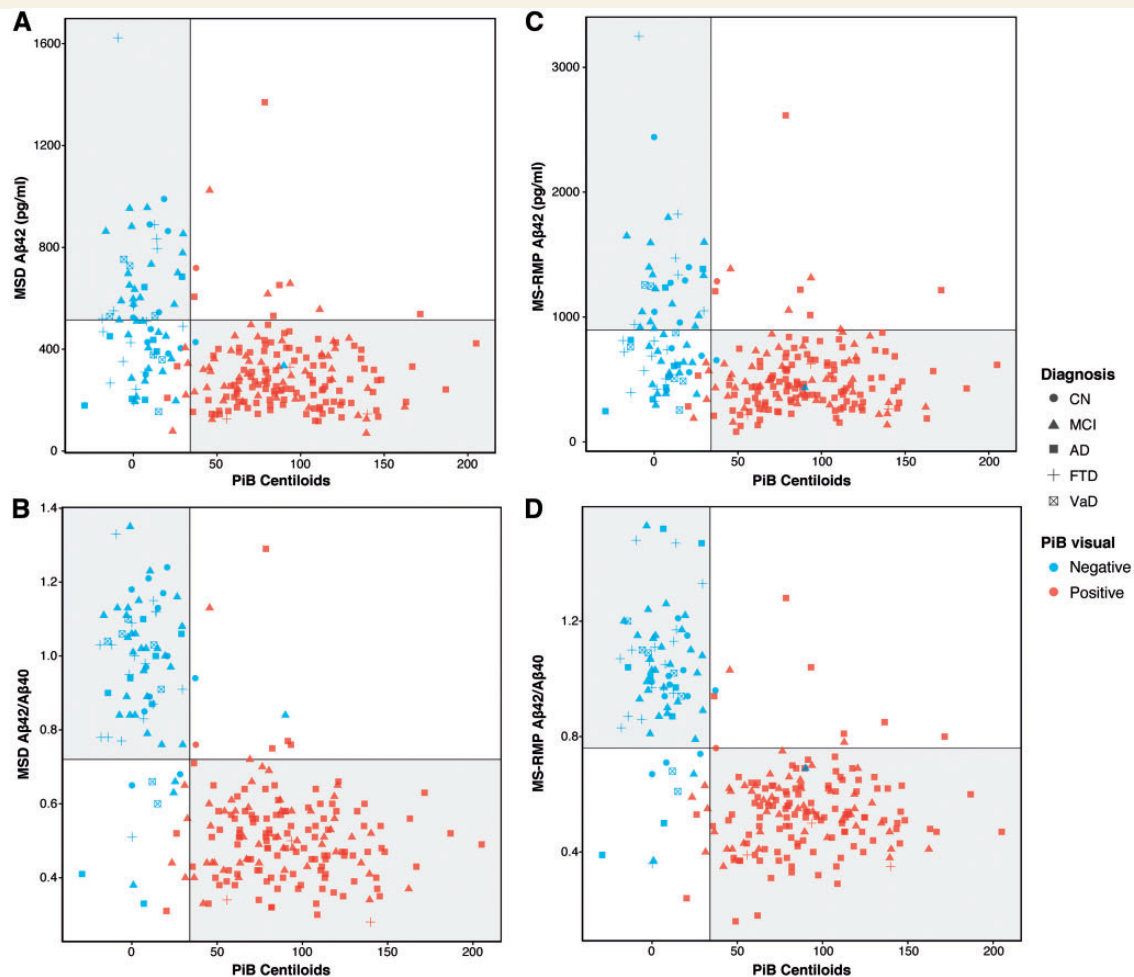 A
MSD Aβ42 (pg/ml)
1600
1200
800
400
0
0
50
100
150
200
PiB Centiloids
C
MS-RMP Aβ42 (pg/ml)
3000
2000
1000
0
0
50
100
150
200
PiB Centiloids
B
MSD Aβ42/Aβ40
1.4
1.2
1.0
0.8
0.6
0.4
0
50
100
150
200
PiB Centiloids
D
MS-RMP Aβ42/Aβ40
1.2
0.8
0.4
0
50
100
150
200
PiB Centiloids
Diagnosis
CN
MCI
AD
FTD
VaD
PiB visual
Negative
Positive